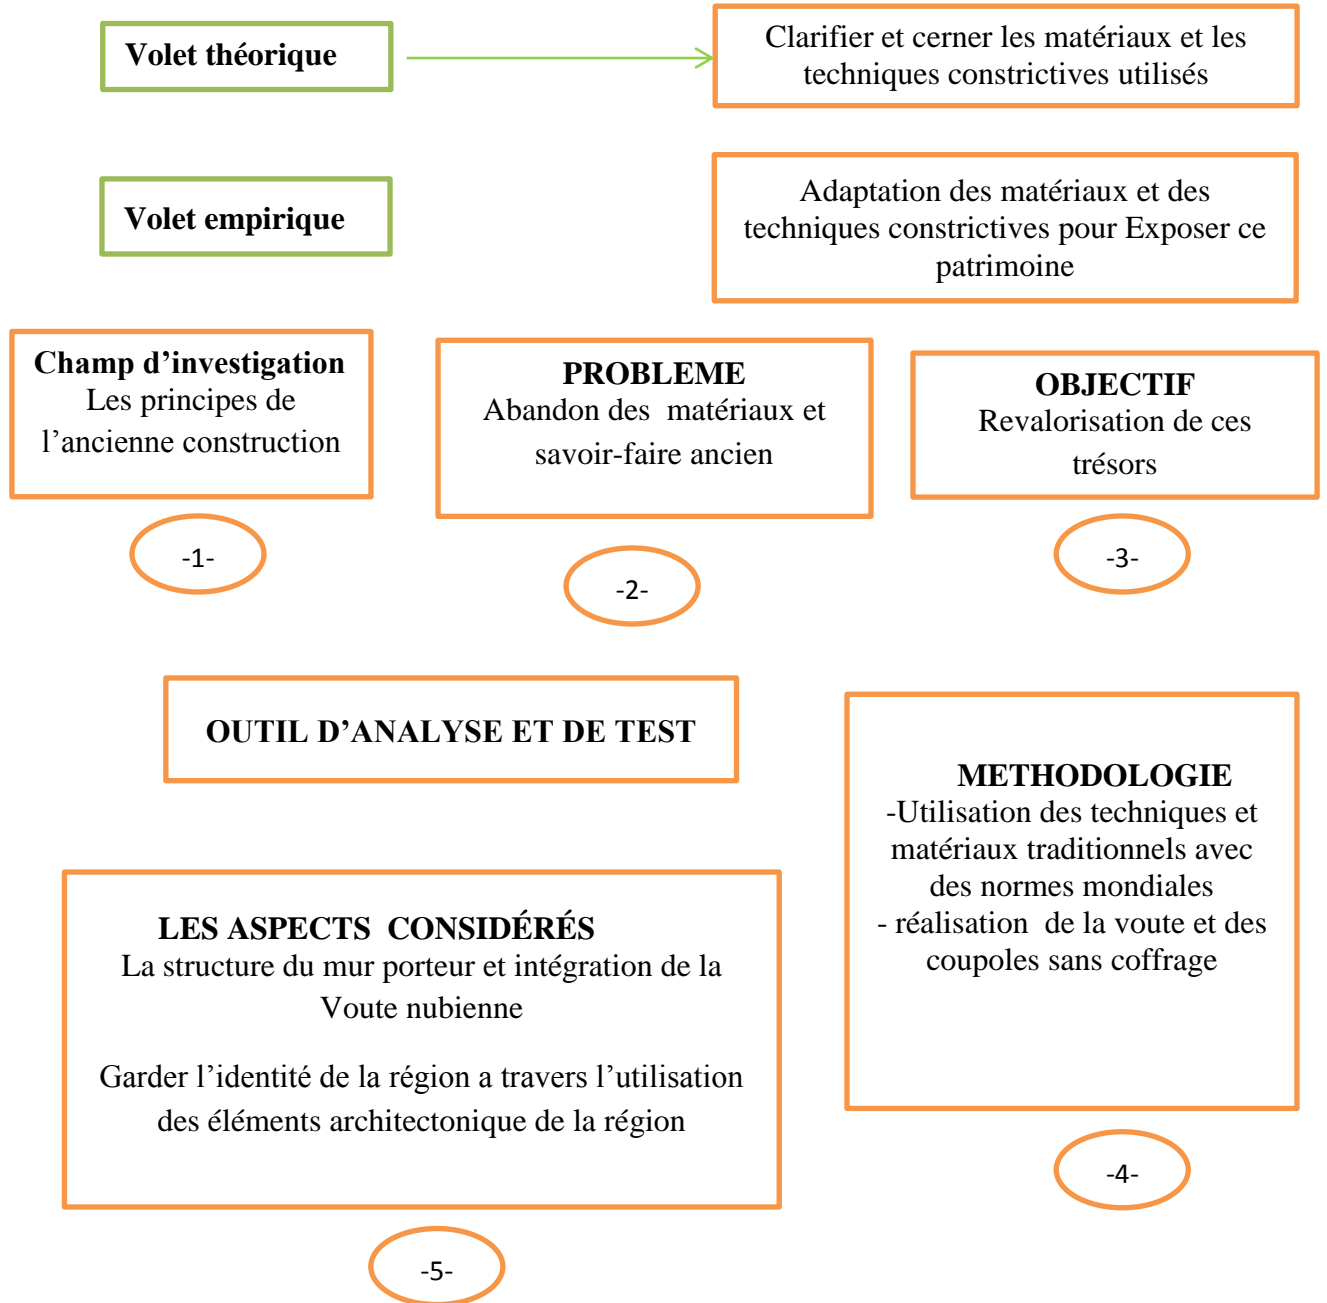 Volet théorique
Clarifier et cerner les matériaux et les
techniques constrictives utilisés
Volet empirique
Adaptation des matériaux et des
techniques constrictives pour Exposer ce
patrimoine
Champ d’investigation
Les principes de
l’ancienne construction
PROBLEME
Abandon des matériaux et
savoir-faire ancien
OBJECTIF
Revalorisation de ces
trésors
-1-
-2-
-3-
OUTIL D’ANALYSE ET DE TEST
METHODOLOGIE
-Utilisation des techniques et
matériaux traditionnels avec
des normes mondiales
- réalisation de la voute et des
coupoles sans coffrage
LES ASPECTS CONSIDÉRÉS
La structure du mur porteur et intégration de la
Voute nubienne
Garder l’identité de la région a travers l’utilisation
des éléments architectonique de la région
-4-
-5-